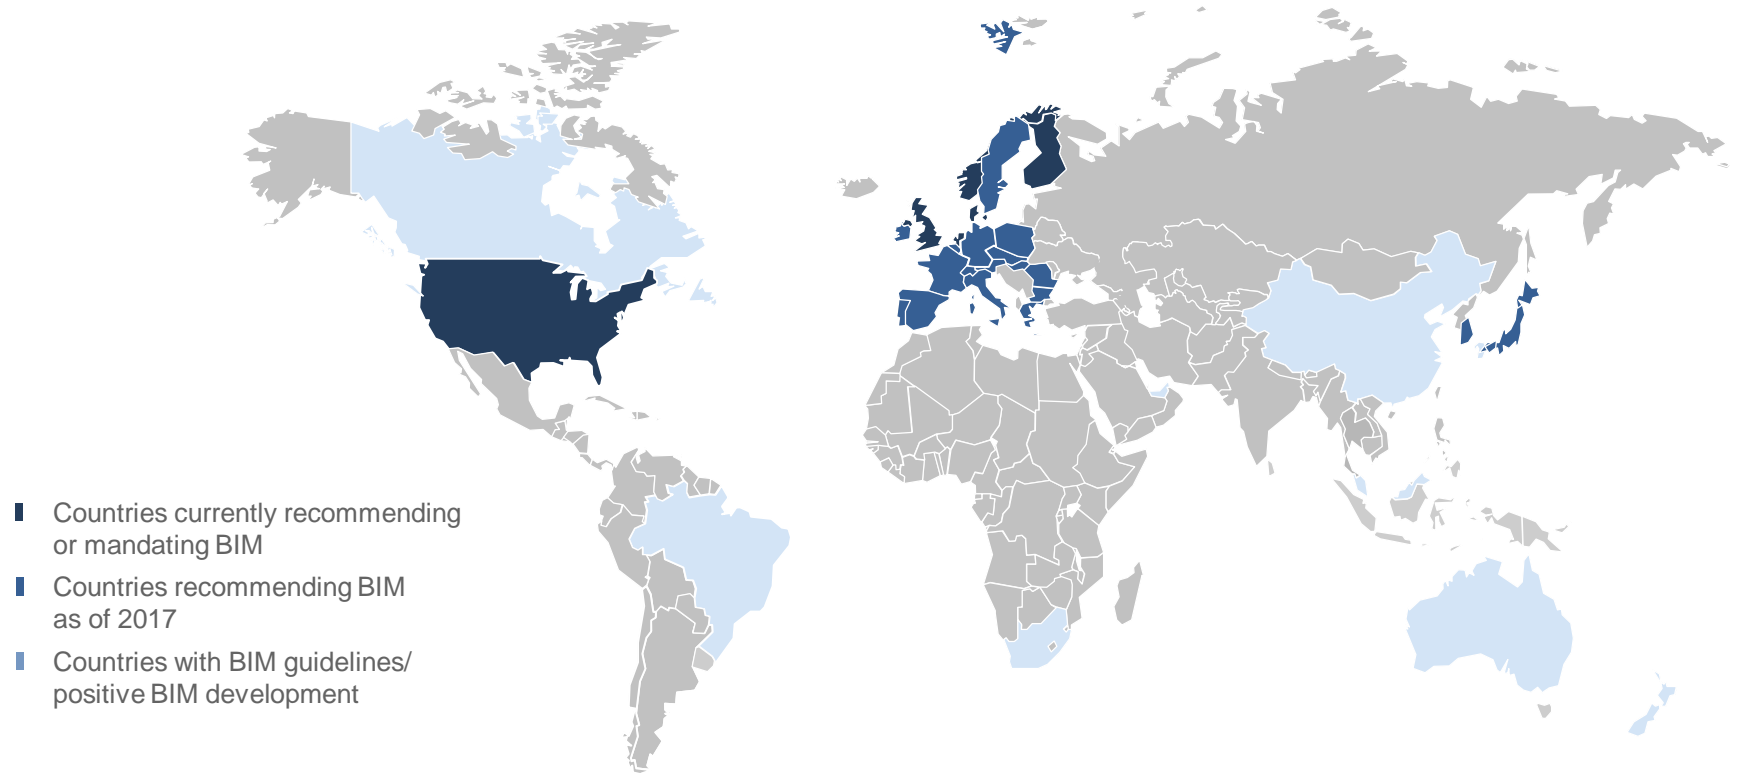 Countries currently recommending
or mandating BIM
Countries recommending BIM
as of 2017
Countries with BIM guidelines/
positive BIM development